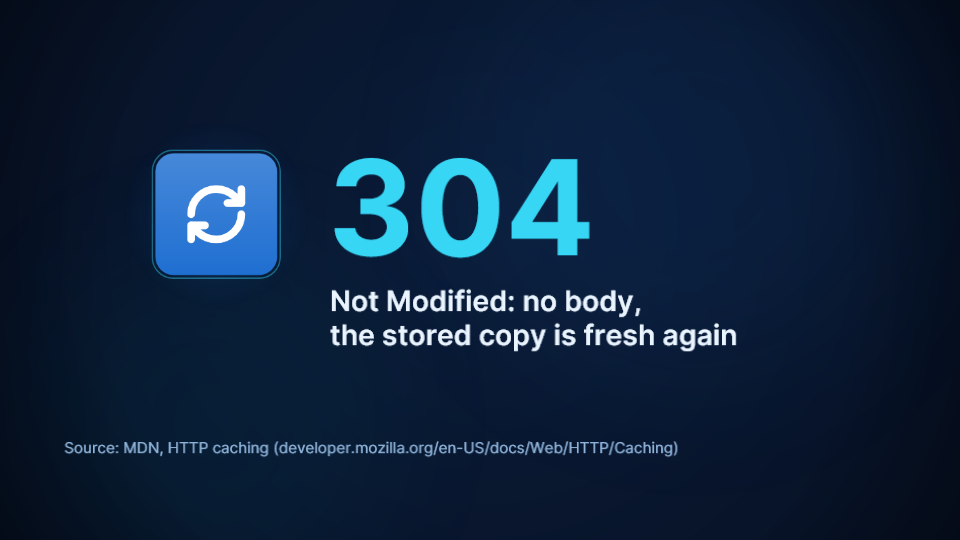 304
Not Modified: no body,
the stored copy is fresh again
Source: MDN, HTTP caching (developer.mozilla.org/en-US/docs/Web/HTTP/Caching)